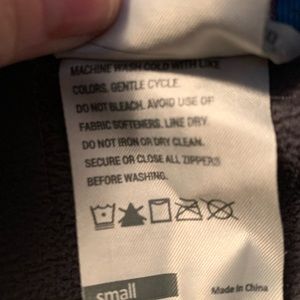 MACHINE WASH COLD WITH LIKE
COLORS. GENTLE CYCLE.
DO NOT BLEACH. AVOID USE OF
FABRIC SOFTENERS. LINE DRY.
DO NOT IRON OR DRY CLEAN.
SECURE OR CLOSE ALL ZIPPERS
BEFORE WASHING.
small
Made in China